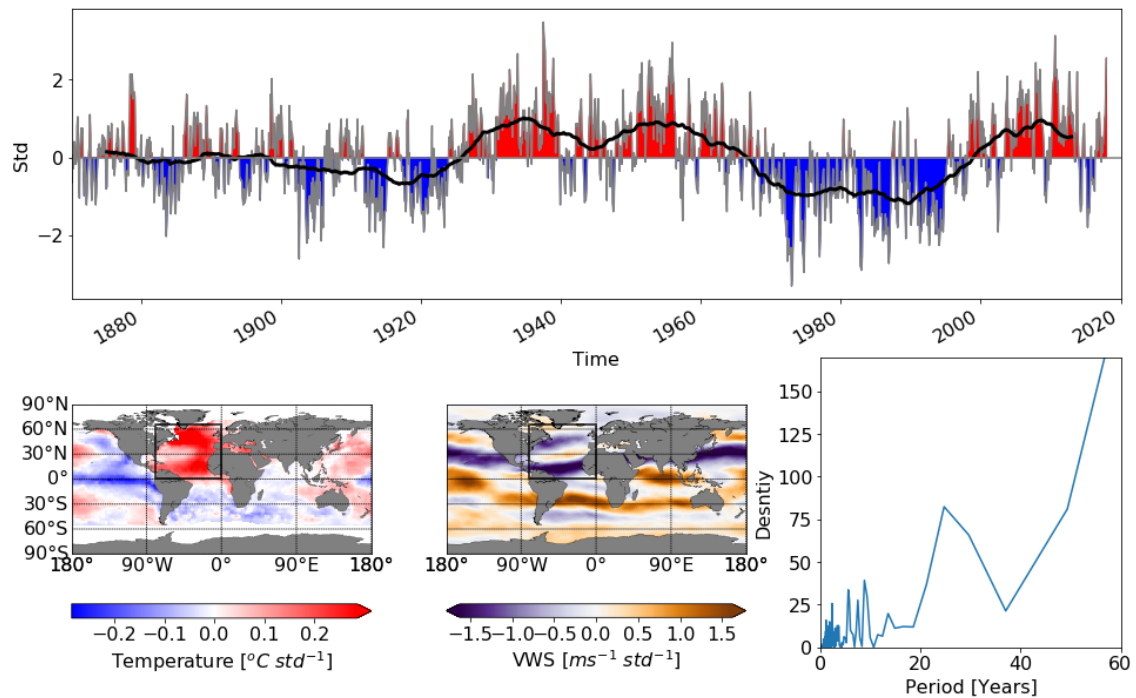 2
0
−2
Std
1880
1900
1920
1940
1960
1980
2000
2020
Time
90°N
60°N
30°N
0°
30°S
60°S
90°S
180°
90°W
0°
90°E
180°
−0.2
−0.1
0.0
0.1
0.2
Temperature [°C std⁻¹]
180°
90°W
0°
90°E
180°
−1.5
−1.0
−0.5
0.0
0.5
1.0
1.5
VWS [ms⁻¹ std⁻¹]
150
125
100
75
50
25
0
Desntiy
0
20
40
60
Period [Years]